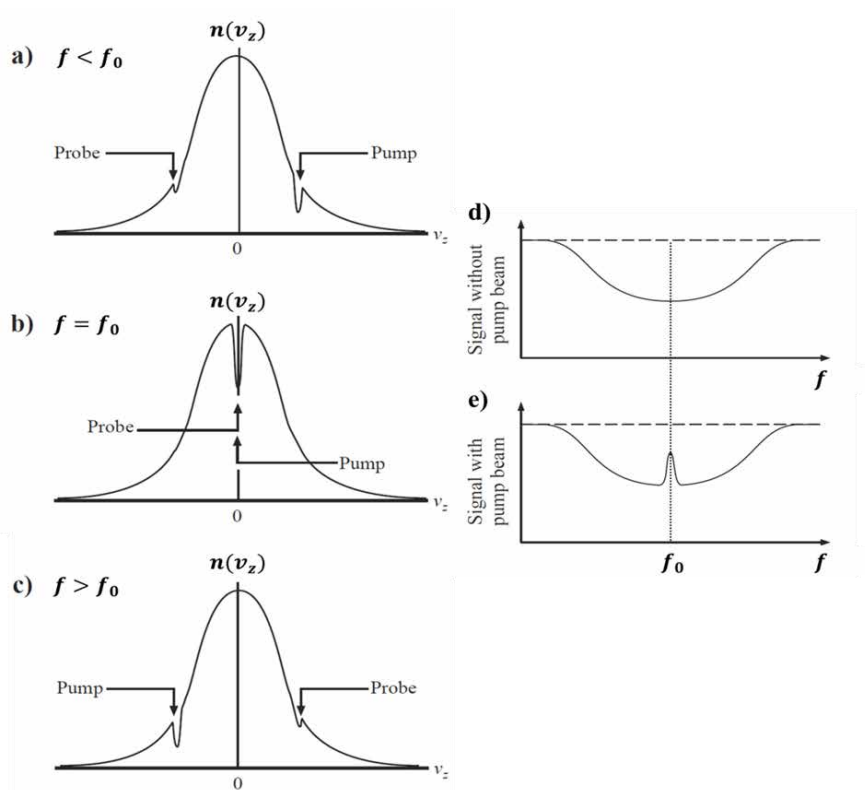 a) f < f₀
n(v_z)
Probe
Pump
0
v_z
b) f = f₀
n(v_z)
Probe
Pump
0
v_z
c) f > f₀
n(v_z)
Pump
Probe
0
v_z
d)
Signal without
pump beam
f
e)
Signal with
pump beam
f₀
f